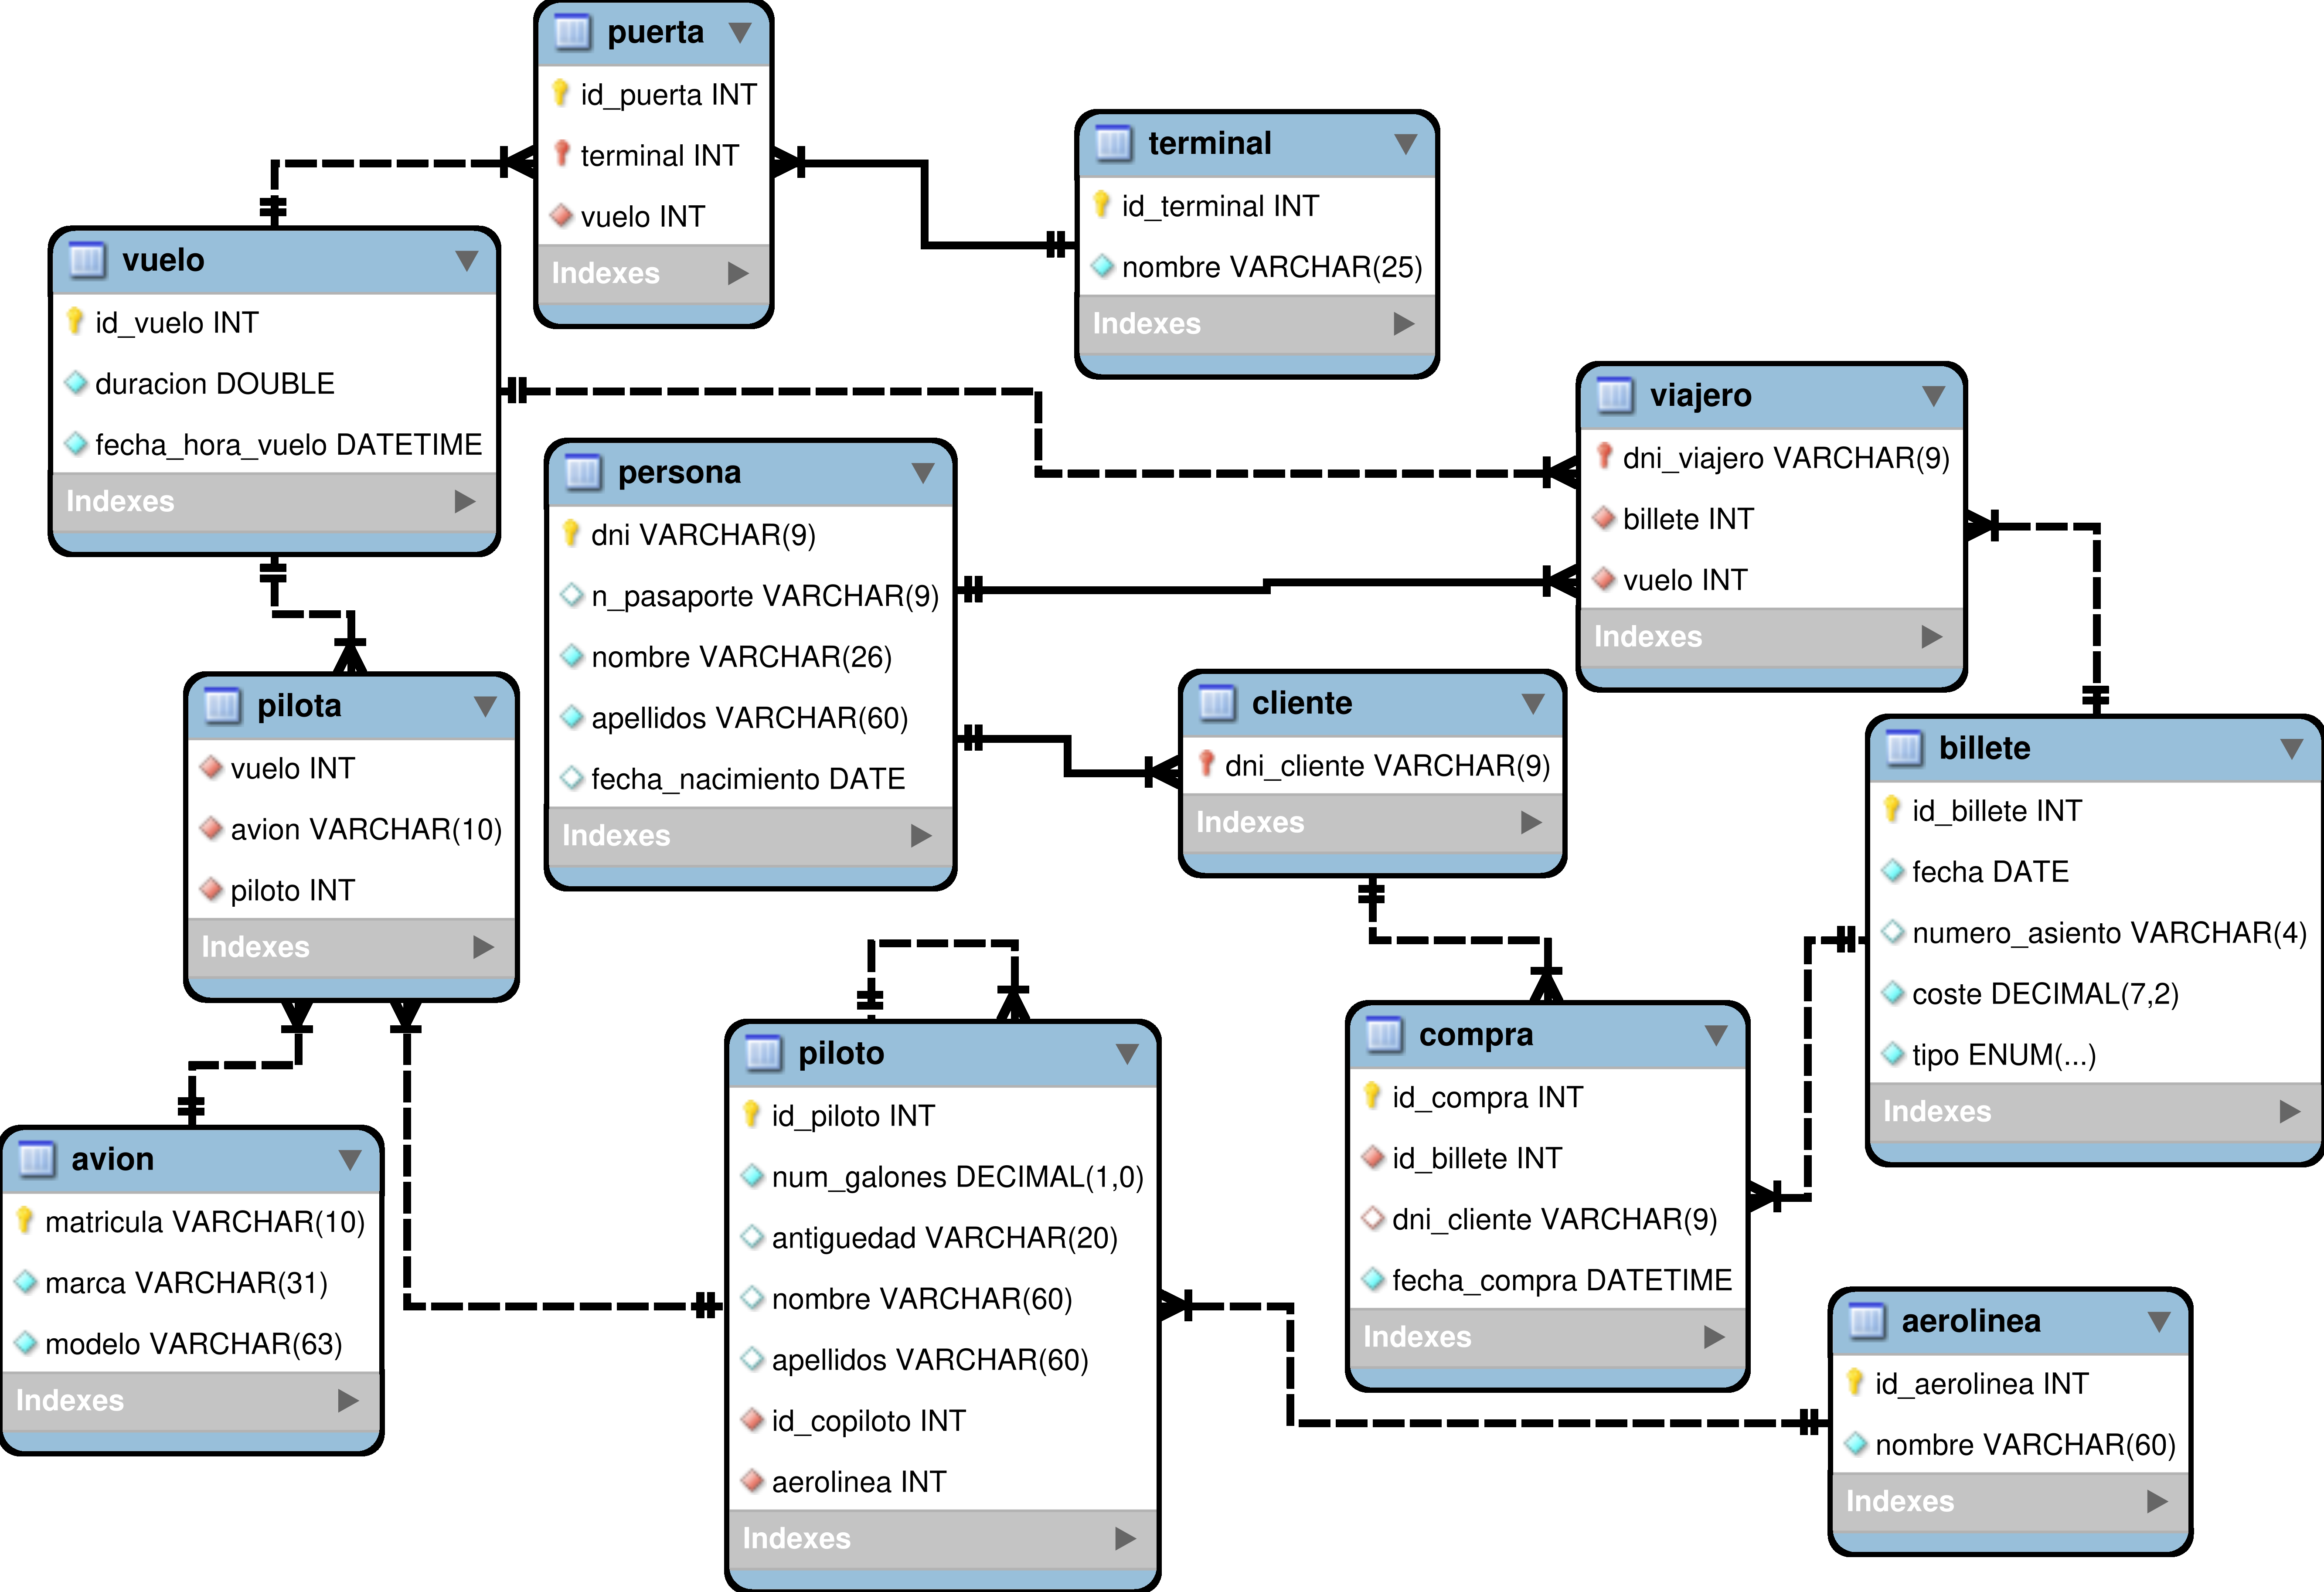 puerta
id_puerta INT
terminal INT
vuelo INT
Indexes
terminal
id_terminal INT
nombre VARCHAR(25)
Indexes
vuelo
id_vuelo INT
duracion DOUBLE
fecha_hora_vuelo DATETIME
Indexes
viajero
dni_viajero VARCHAR(9)
billete INT
vuelo INT
Indexes
persona
dni VARCHAR(9)
n_pasaporte VARCHAR(9)
nombre VARCHAR(26)
apellidos VARCHAR(60)
fecha_nacimiento DATE
Indexes
pilota
vuelo INT
avion VARCHAR(10)
piloto INT
Indexes
cliente
dni_cliente VARCHAR(9)
Indexes
billete
id_billete INT
fecha DATE
numero_asiento VARCHAR(4)
coste DECIMAL(7,2)
tipo ENUM(...)
Indexes
piloto
id_piloto INT
num_galones DECIMAL(1,0)
antiguedad VARCHAR(20)
nombre VARCHAR(60)
apellidos VARCHAR(60)
id_copiloto INT
aerolinea INT
Indexes
compra
id_compra INT
id_billete INT
dni_cliente VARCHAR(9)
fecha_compra DATETIME
Indexes
avion
matricula VARCHAR(10)
marca VARCHAR(31)
modelo VARCHAR(63)
Indexes
aerolinea
id_aerolinea INT
nombre VARCHAR(60)
Indexes